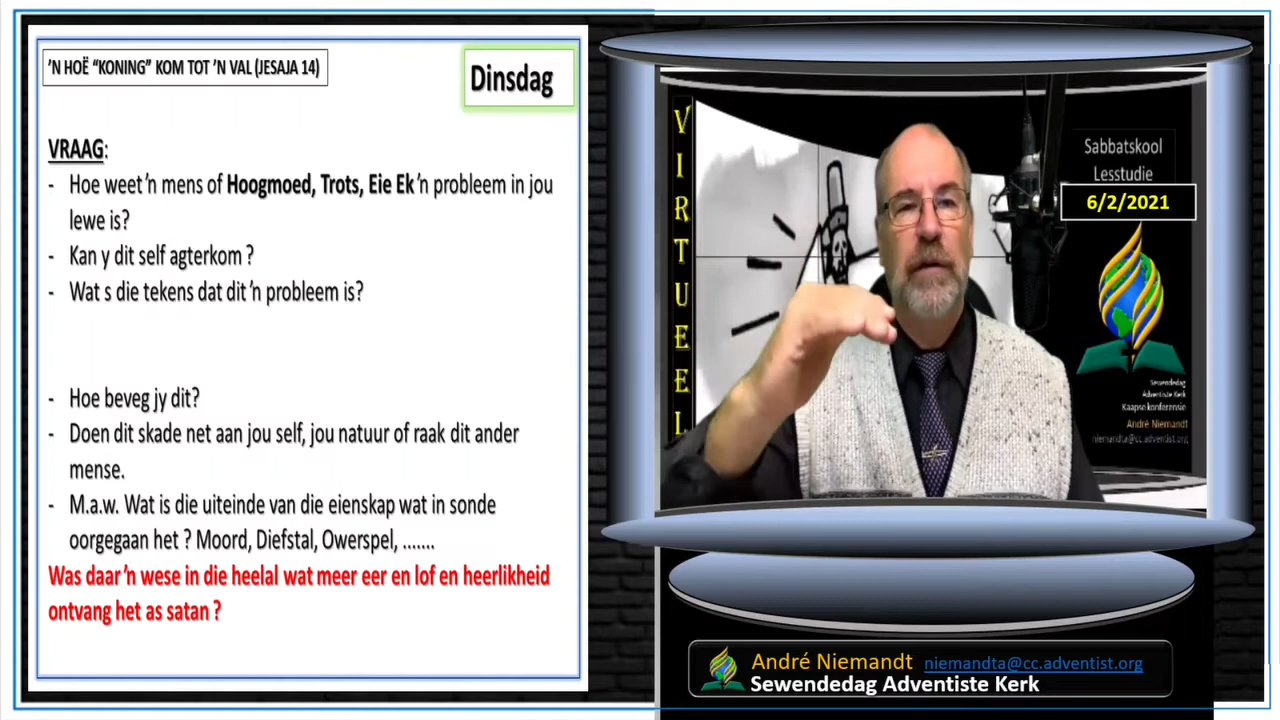 'N HOË “KONING” KOM TOT 'N VAL (JESAJA 14)
Dinsdag
VRAAG:
- Hoe weet 'n mens of Hoogmoed, Trots, Eie Ek 'n probleem in jou
lewe is?
- Kan y dit self agterkom ?
- Wat s die tekens dat dit 'n probleem is?
- Hoe beveg jy dit?
- Doen dit skade net aan jou self, jou natuur of raak dit ander
mense.
- M.a.w. Wat is die uiteinde van die eienskap wat in sonde
oorgegaan het ? Moord, Diefstal, Owerspel, .......
Was daar 'n wese in die heelal wat meer eer en lof en heerlikheid
ontvang het as satan ?
VIRTUEEL
Sabbatskool
Lesstudie
6/2/2021
Sewendedag
Adventiste Kerk
Kaapse konferensie
André Niemandt
niemandta@cc.adventist.org
André Niemandt niemandta@cc.adventist.org
Sewendedag Adventiste Kerk